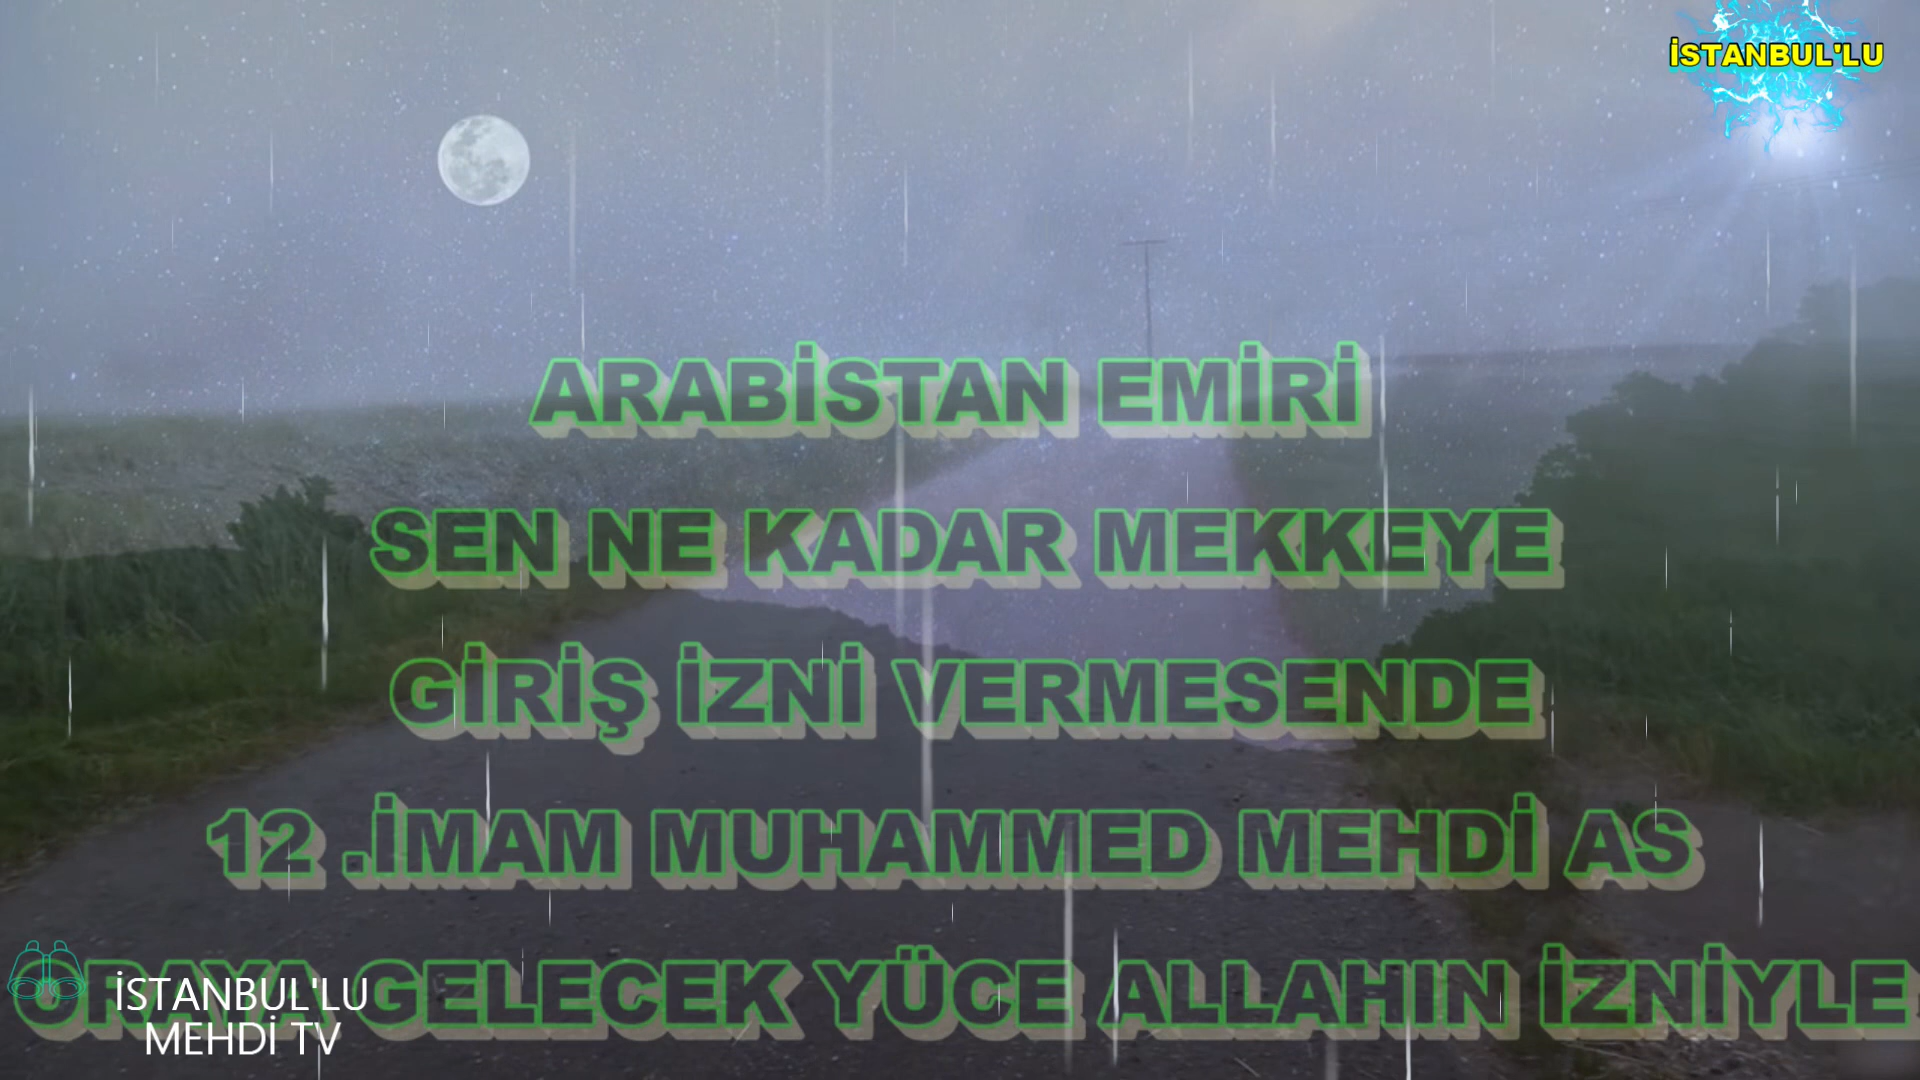 İSTANBUL'LU
ARABİSTAN EMİRİ
SEN NE KADAR MEKKEYE
GİRİŞ İZNİ VERMESENDE
12 .İMAM MUHAMMED MEHDİ AS
ORAYA GELECEK YÜCE ALLAHIN İZNİYLE
İSTANBUL'LU
MEHDİ TV